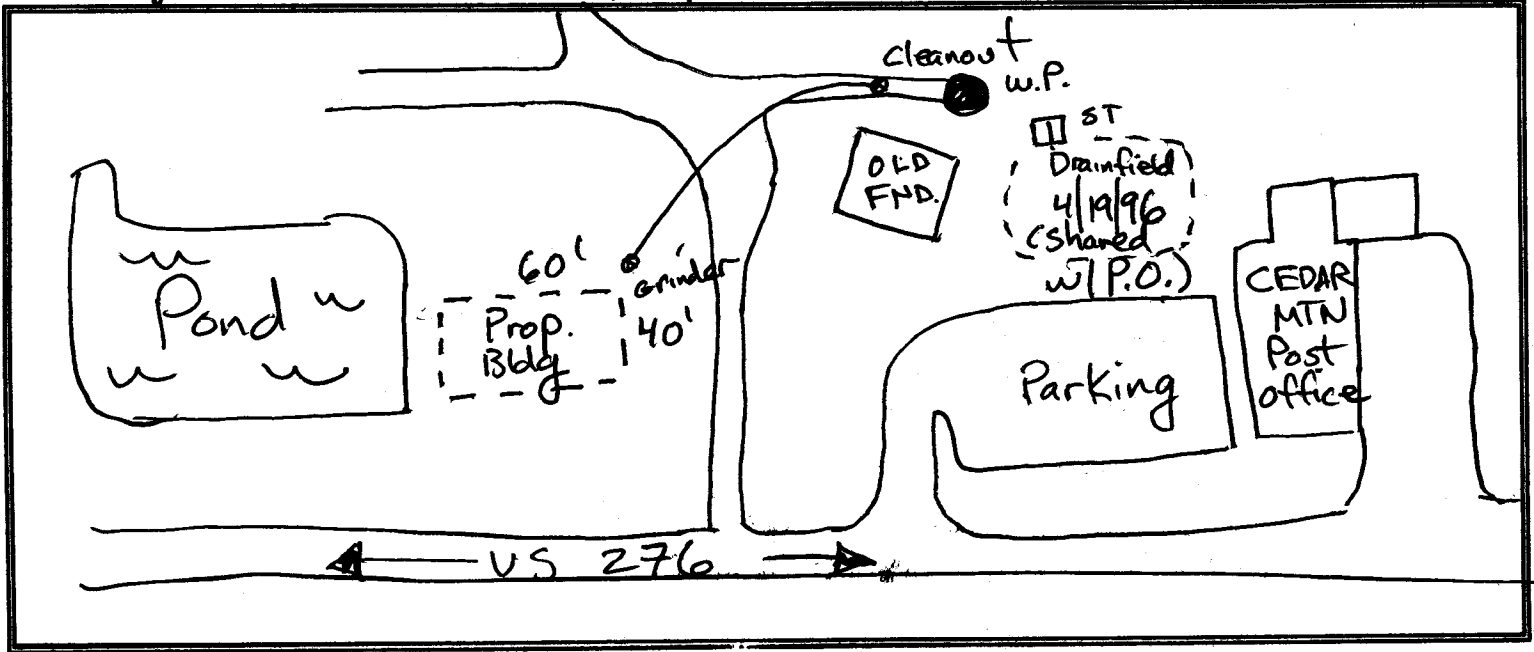 Cleanout
W.P.
ST
OLD
FND.
Drainfield
4/19/96
(Shared
w/ P.O.)
60'
Grinder
40'
Pond
Prop.
Bldg
CEDAR
MTN
Post
office
Parking
US 276